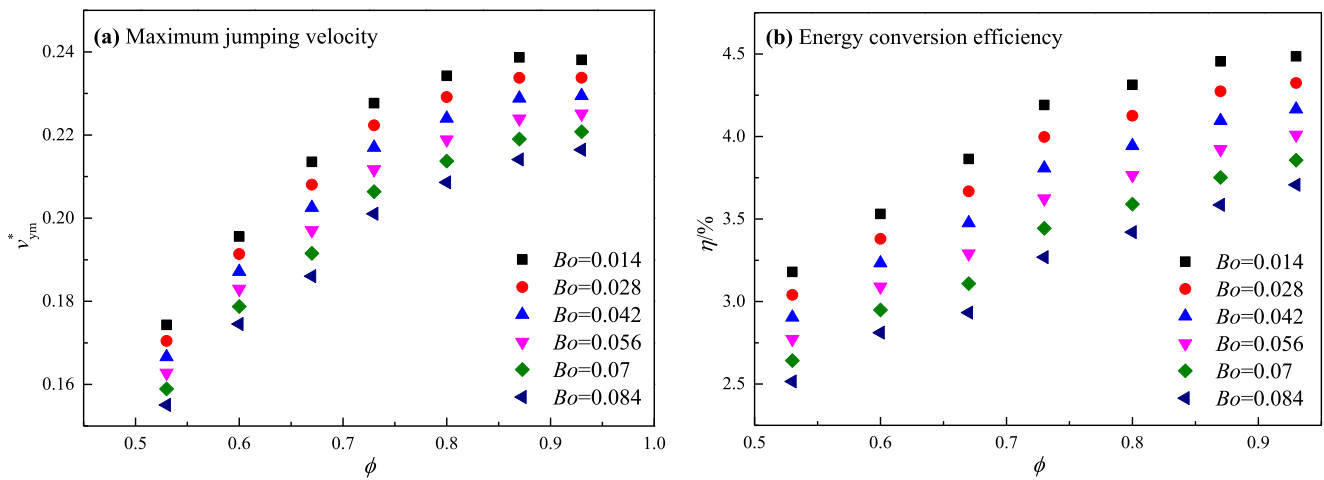 (a) Maximum jumping velocity
0.24
0.22
0.20
0.18
0.16
v*ym
Bo=0.014
Bo=0.028
Bo=0.042
Bo=0.056
Bo=0.07
Bo=0.084
0.5 0.6 0.7 0.8 0.9 1.0
ϕ
(b) Energy conversion efficiency
4.5
4.0
3.5
3.0
2.5
η/%
Bo=0.014
Bo=0.028
Bo=0.042
Bo=0.056
Bo=0.07
Bo=0.084
0.5 0.6 0.7 0.8 0.9
ϕ